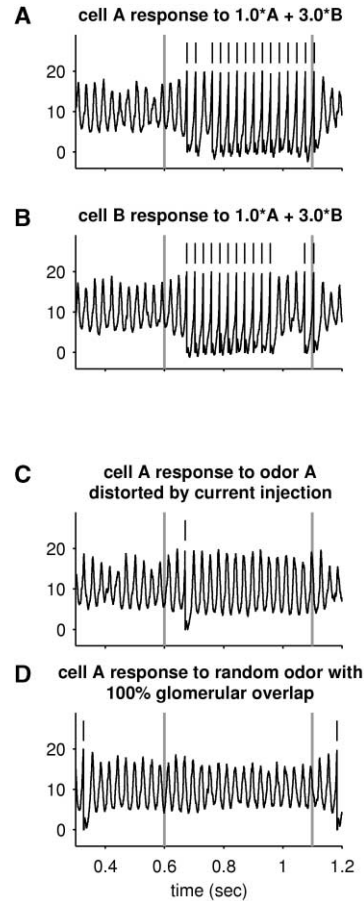 A cell A response to 1.0*A + 3.0*B
20
10
0
B cell B response to 1.0*A + 3.0*B
20
10
0
C cell A response to odor A
distorted by current injection
20
10
0
D cell A response to random odor with
100% glomerular overlap
20
10
0
0.4 0.6 0.8 1 1.2
time (sec)